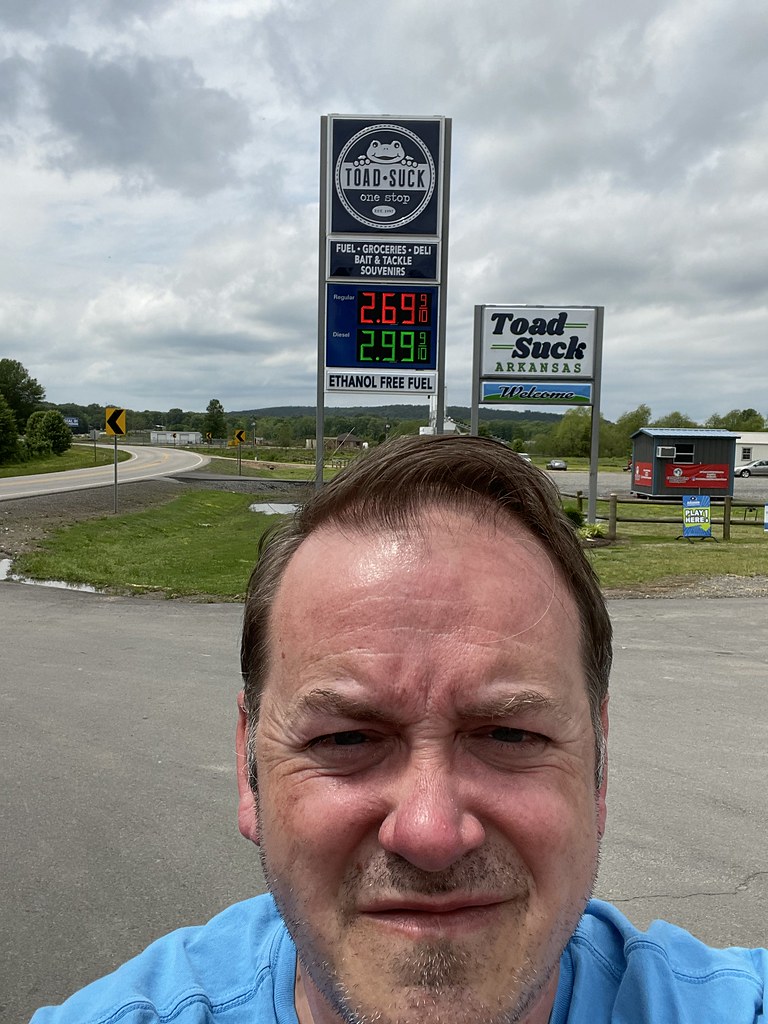 TOAD•SUCK
one stop
FUEL • GROCERIES • DELI
BAIT & TACKLE
SOUVENIRS
Regular 2.69 9/10
Diesel 2.99 9/10
ETHANOL FREE FUEL
Toad
Suck
ARKANSAS
Welcome
PLAY
HERE